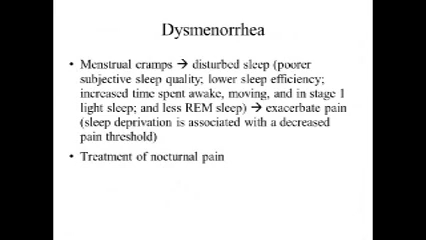 Dysmenorrhea
• Menstrual cramps → disturbed sleep (poorer
subjective sleep quality; lower sleep efficiency;
increased time spent awake, moving, and in stage 1
light sleep; and less REM sleep) → exacerbate pain
(sleep deprivation is associated with a decreased
pain threshold)
• Treatment of nocturnal pain